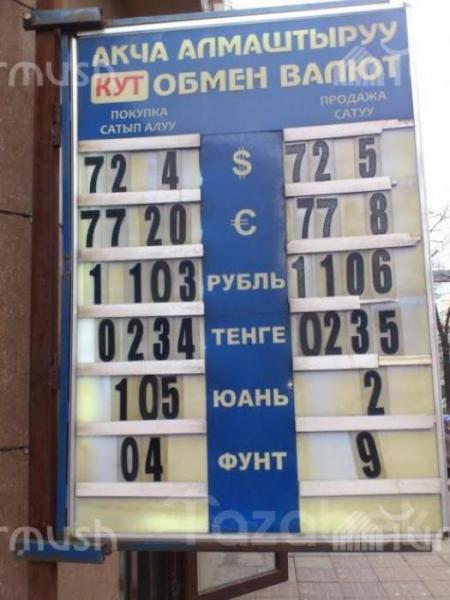 АКЧА АЛМАШТЫРУУ
КУТ ОБМЕН ВАЛЮТ
ПОКУПКА
САТЫП АЛУУ
ПРОДАЖА
САТУУ
72 4 $ 72 5
77 20 € 77 8
1 103 РУБЛЬ 1 106
0234 ТЕНГЕ 0235
105 ЮАНЬ 2
04 ФУНТ 9